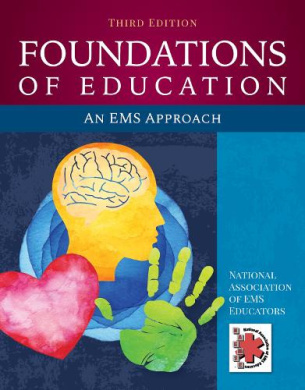 THIRD EDITION
FOUNDATIONS
OF EDUCATION
AN EMS APPROACH
NATIONAL
ASSOCIATION
OF EMS
EDUCATORS